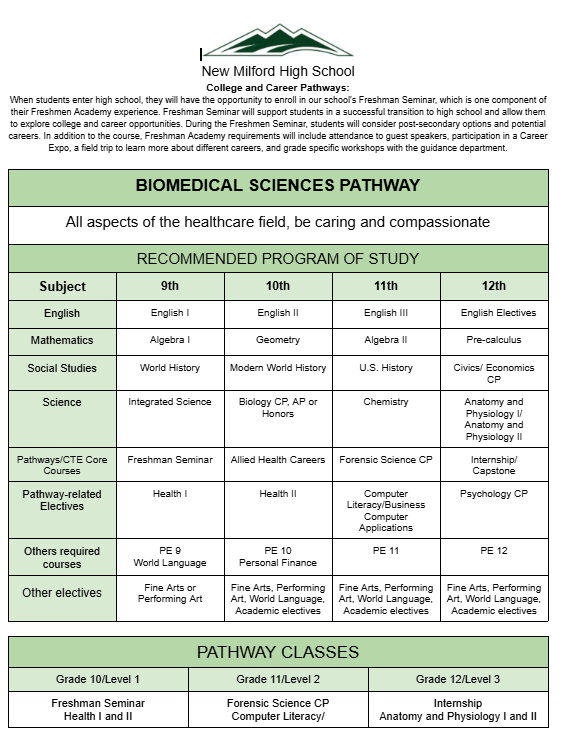 New Milford High School
College and Career Pathways:
When students enter high school, they will have the opportunity to enroll in our school's Freshman Seminar, which is one component of
their Freshmen Academy experience. Freshman Seminar will support students in a successful transition to high school and allow them
to explore college and career opportunities. During the Freshmen Seminar, students will consider post-secondary options and potential
careers. In addition to the course, Freshman Academy requirements will include attendance to guest speakers, participation in a Career
Expo, a field trip to learn more about different careers, and grade specific workshops with the guidance department.
BIOMEDICAL SCIENCES PATHWAY
All aspects of the healthcare field, be caring and compassionate
RECOMMENDED PROGRAM OF STUDY
Subject 9th 10th 11th 12th
English English I English II English III English Electives
Mathematics Algebra I Geometry Algebra II Pre-calculus
Social Studies World History Modern World History U.S. History Civics/ Economics
CP
Science Integrated Science Biology CP, AP or Chemistry Anatomy and
Honors Physiology I/
Anatomy and
Physiology II
Pathways/CTE Core Freshman Seminar Allied Health Careers Forensic Science CP Internship/
Courses Capstone
Pathway-related Health I Health II Computer Psychology CP
Electives Literacy/Business
Computer
Applications
Others required PE 9 PE 10 PE 11 PE 12
courses World Language Personal Finance
Other electives Fine Arts or Fine Arts, Performing Fine Arts, Performing Fine Arts, Performing
Performing Art Art, World Language, Art, World Language, Art, World Language,
Academic electives Academic electives Academic electives
PATHWAY CLASSES
Grade 10/Level 1 Grade 11/Level 2 Grade 12/Level 3
Freshman Seminar Forensic Science CP Internship
Health I and II Computer Literacy/ Anatomy and Physiology I and II